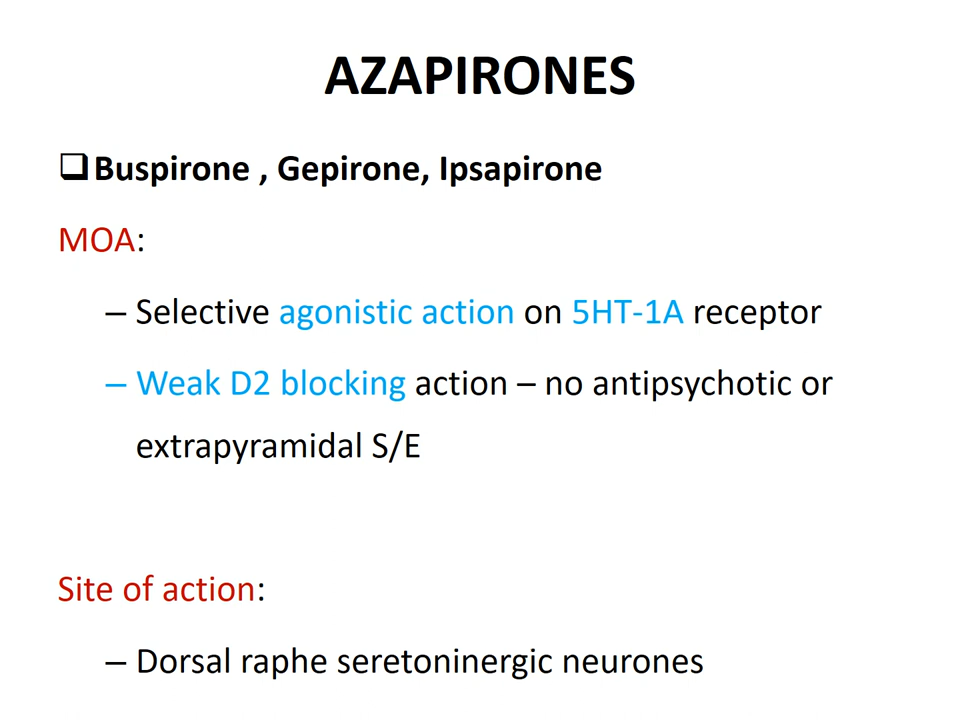 AZAPIRONES
❑Buspirone , Gepirone, Ipsapirone
MOA:
– Selective agonistic action on 5HT-1A receptor
– Weak D2 blocking action – no antipsychotic or
extrapyramidal S/E
Site of action:
– Dorsal raphe seretoninergic neurones